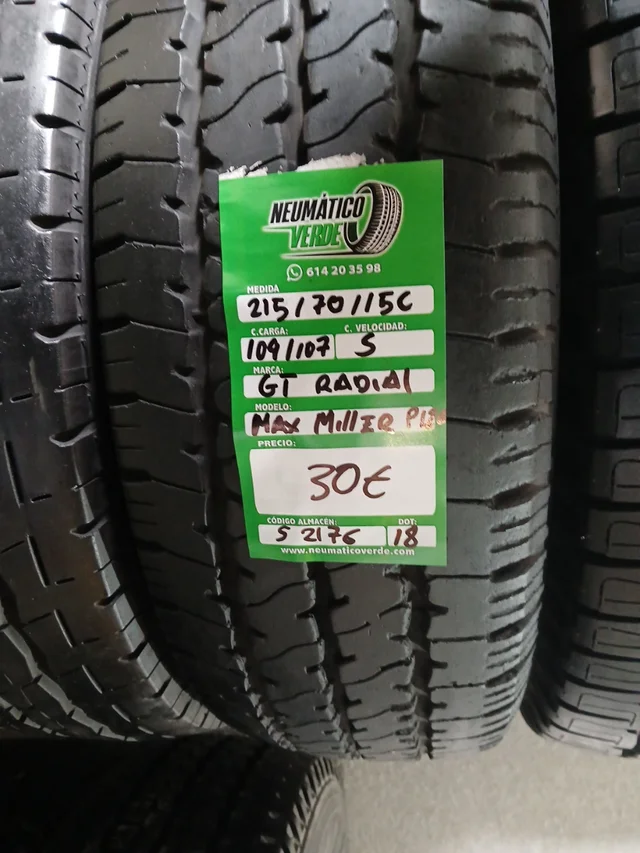 NEUMÁTICO
VERDE
614 20 35 98
MEDIDA
215/70/15C
C.CARGA: C. VELOCIDAD:
109/107 S
MARCA:
GT RADIAL
MODELO:
MAX MILLER
PRECIO:
30€
CÓDIGO ALMACÉN: DOT:
S 2176 18
www.neumaticoverde.com